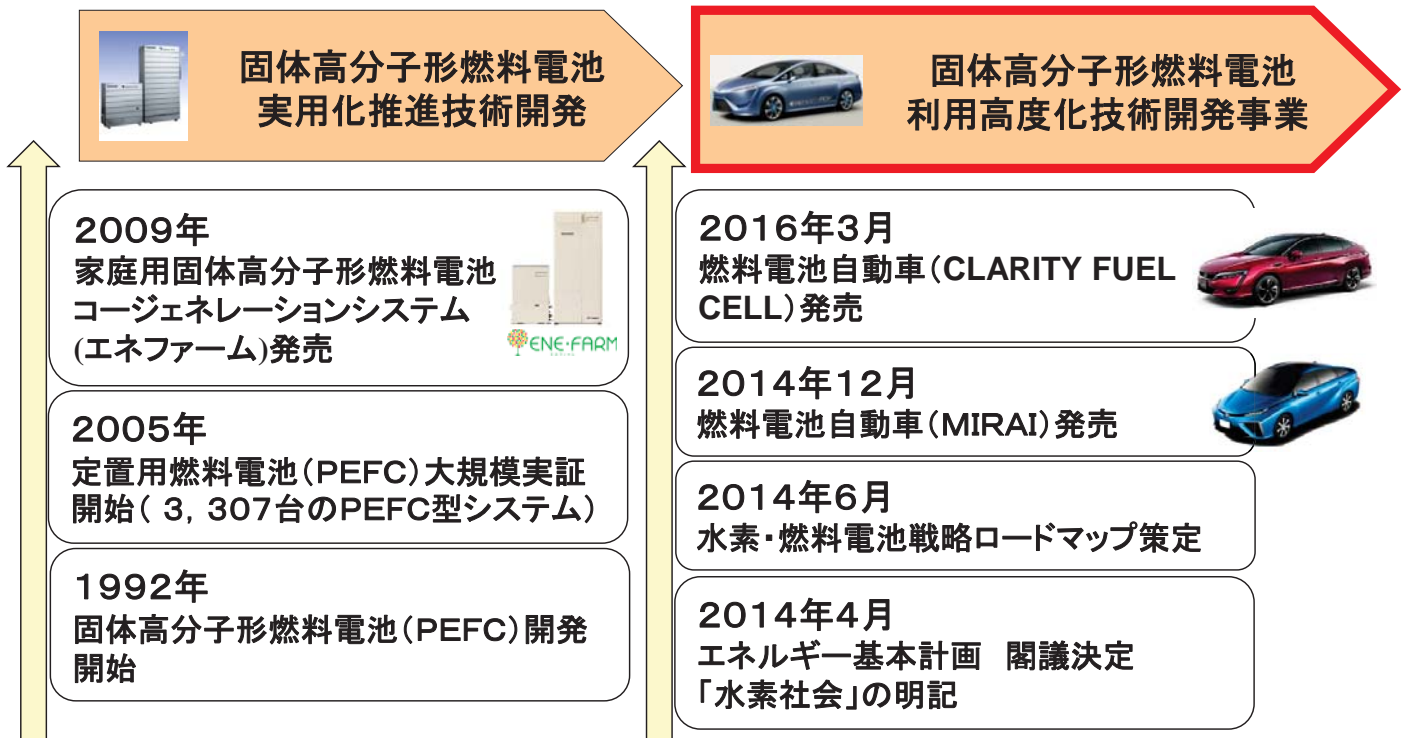 固体高分子形燃料電池
実用化推進技術開発
固体高分子形燃料電池
利用高度化技術開発事業
2009年
家庭用固体高分子形燃料電池
コージェネレーションシステム
(エネファーム)発売
ENE・FARM
2005年
定置用燃料電池(PEFC)大規模実証
開始( 3, 307台のPEFC型システム)
1992年
固体高分子形燃料電池(PEFC)開発
開始
2016年3月
燃料電池自動車(CLARITY FUEL
CELL)発売
2014年12月
燃料電池自動車(MIRAI)発売
2014年6月
水素・燃料電池戦略ロードマップ策定
2014年4月
エネルギー基本計画　閣議決定
「水素社会」の明記